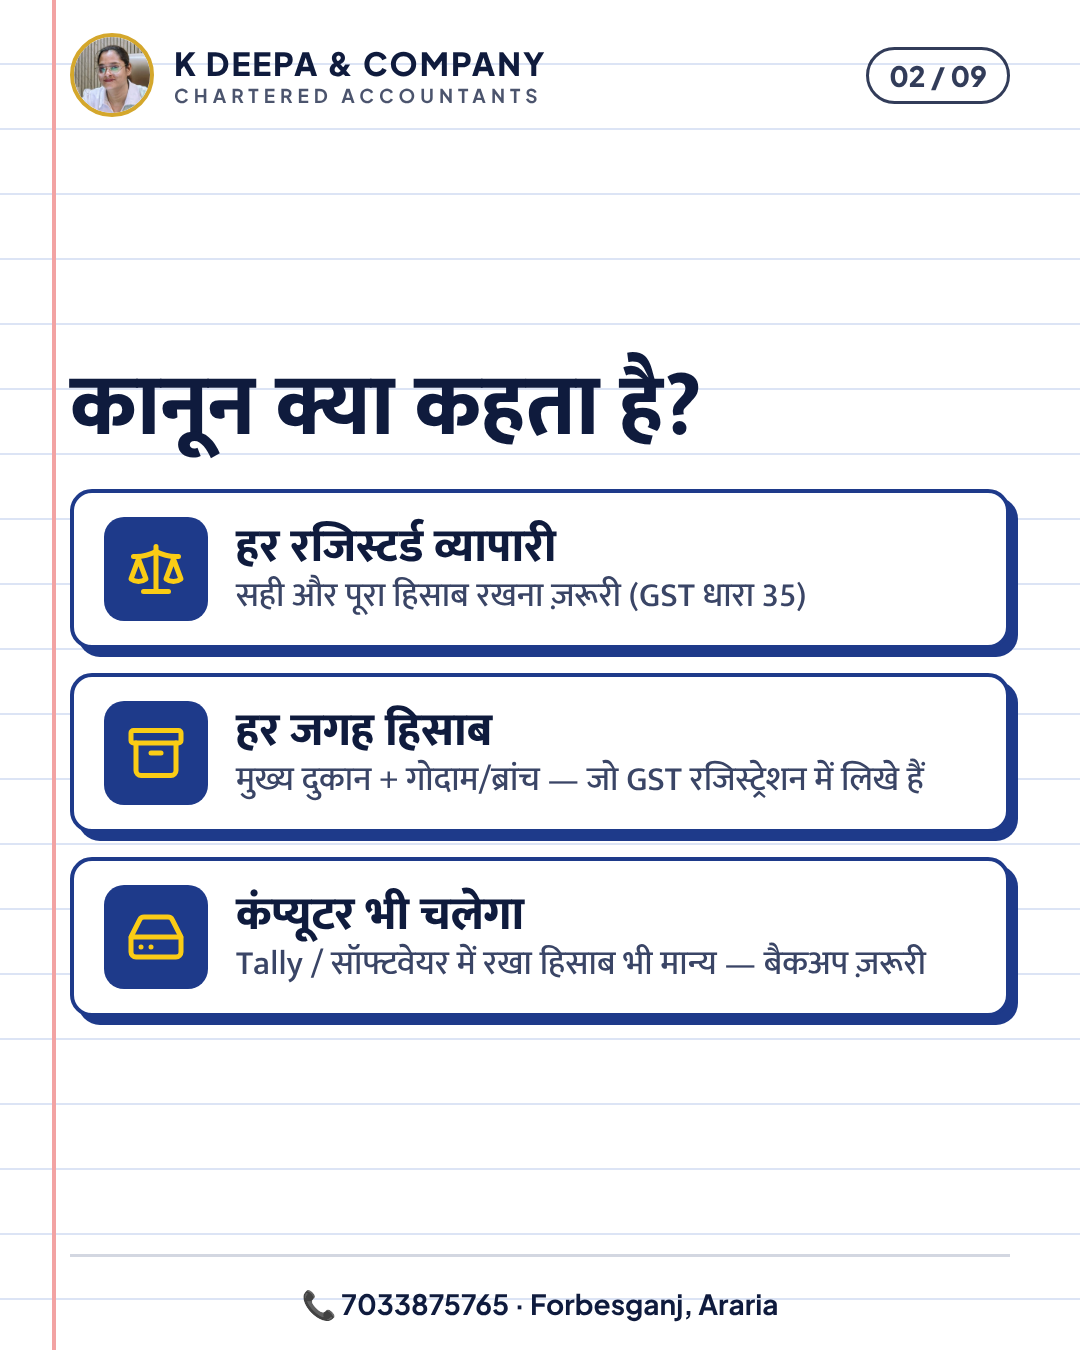 K DEEPA & COMPANY
CHARTERED ACCOUNTANTS
02 / 09
कानून क्या कहता है?
हर रजिस्टर्ड व्यापारी
सही और पूरा हिसाब रखना ज़रूरी (GST धारा 35)
हर जगह हिसाब
मुख्य दुकान + गोदाम/ब्रांच — जो GST रजिस्ट्रेशन में लिखे हैं
कंप्यूटर भी चलेगा
Tally / सॉफ्टवेयर में रखा हिसाब भी मान्य — बैकअप ज़रूरी
📞 7033875765 · Forbesganj, Araria